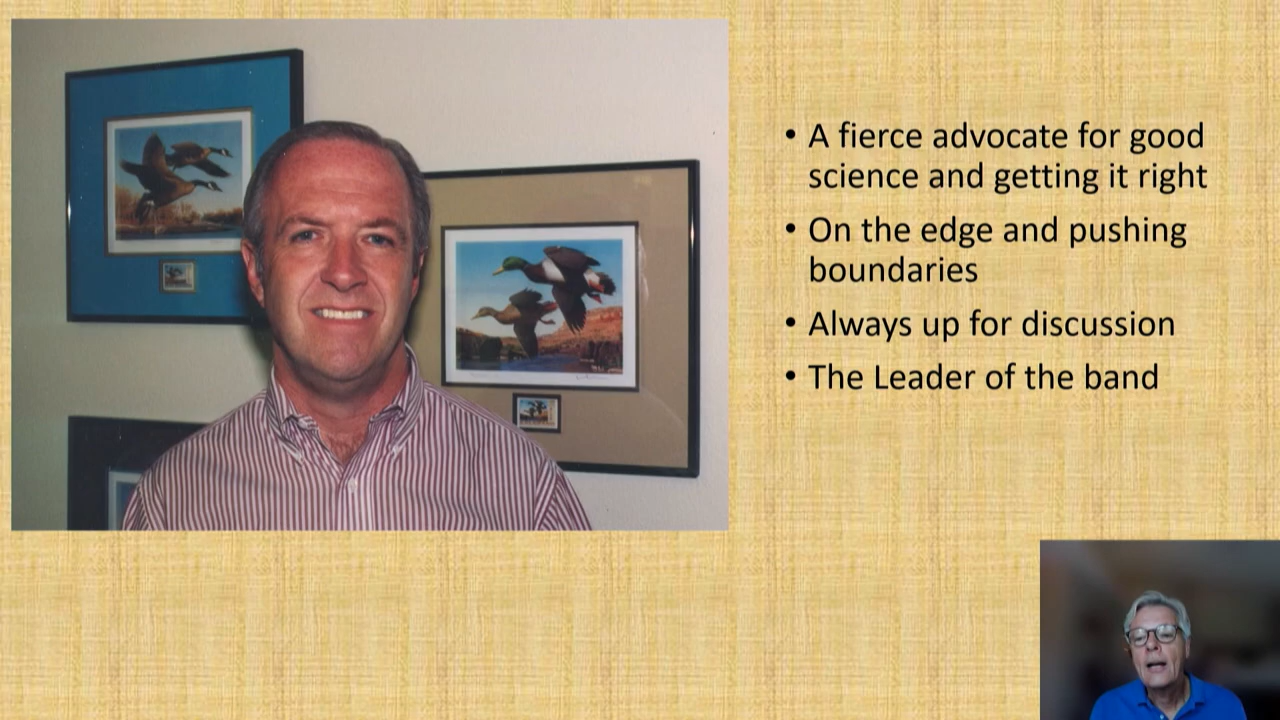 • A fierce advocate for good
science and getting it right
• On the edge and pushing
boundaries
• Always up for discussion
• The Leader of the band